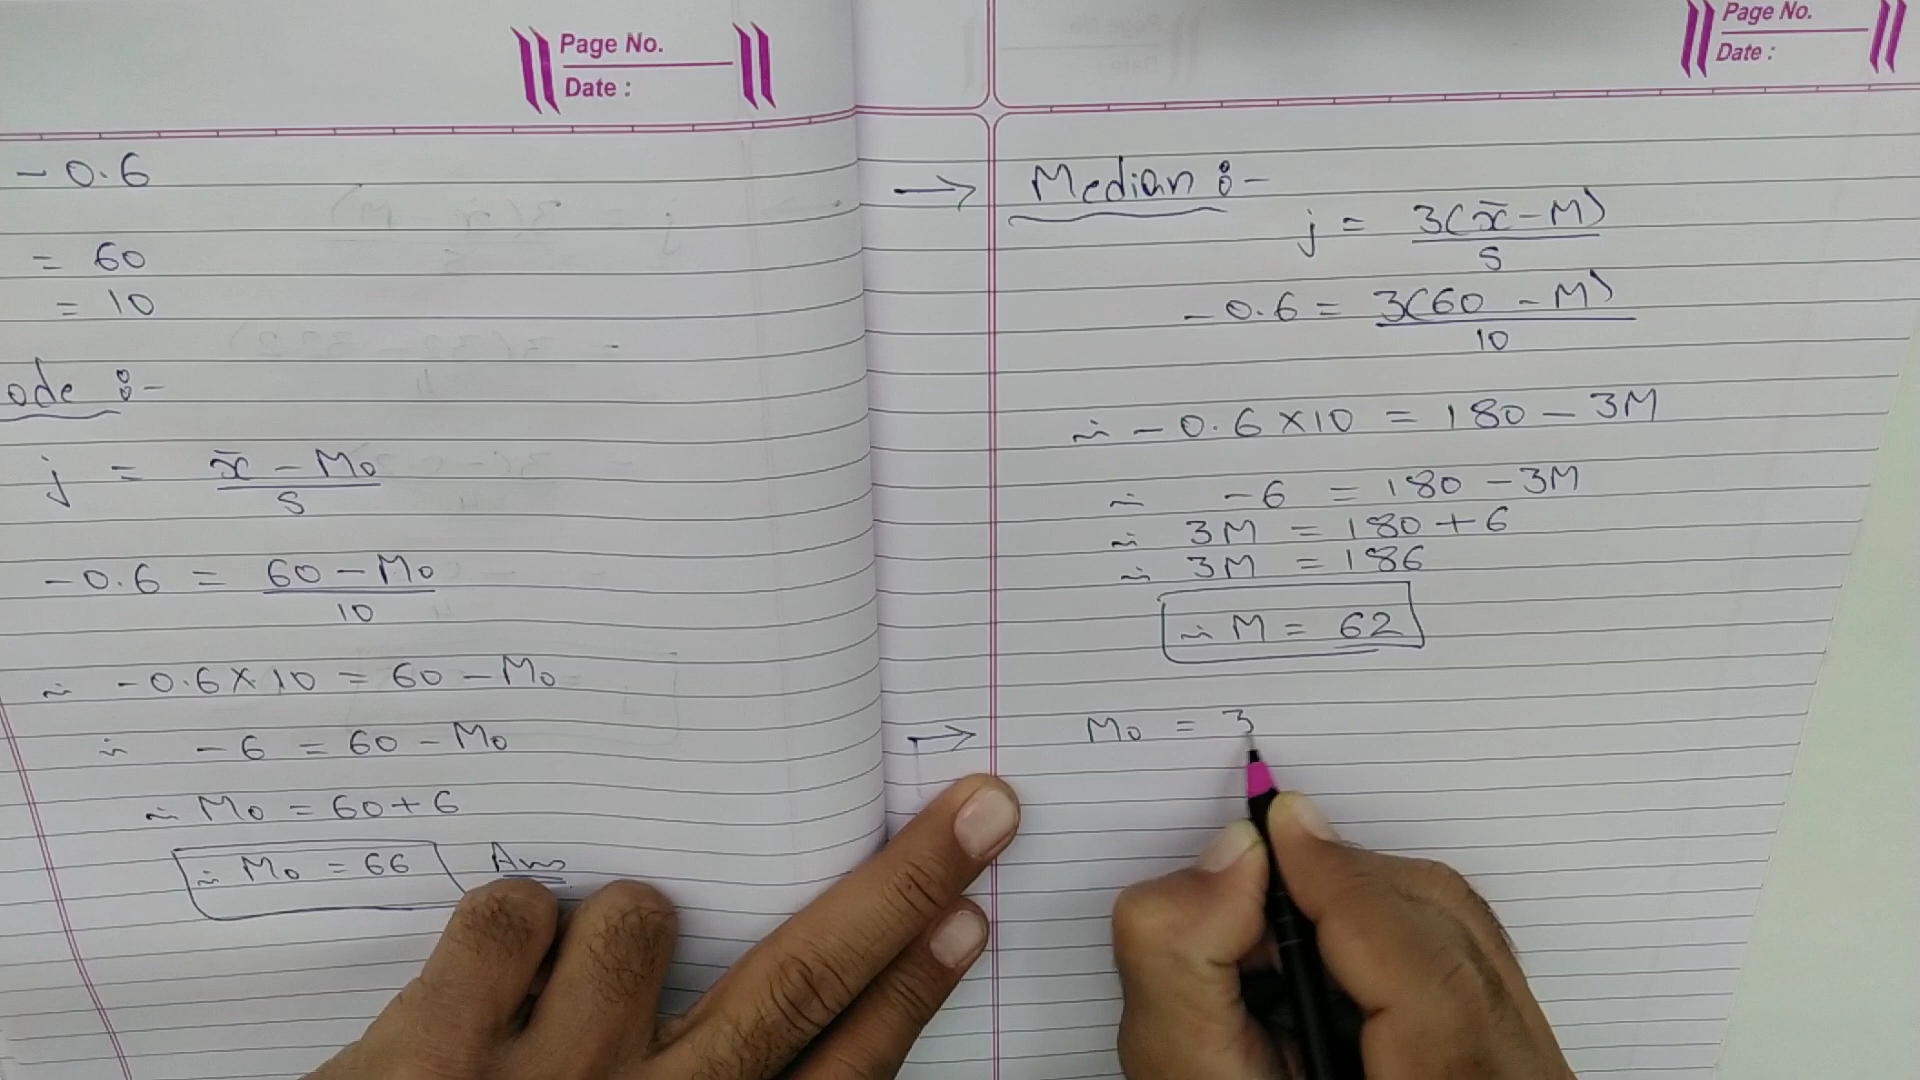 Page No.
Date :
- 0.6
= 60
= 10
ode :-
j = x̄ - Mo
S
-0.6 = 60 - Mo
10
∴ -0.6 × 10 = 60 - Mo
∴ -6 = 60 - Mo
∴ Mo = 60 + 6
∴ Mo = 66 Ans
Page No.
Date :
→ Median :-
j = 3(x̄ - M)
S
-0.6 = 3(60 - M)
10
∴ -0.6 × 10 = 180 - 3M
∴ -6 = 180 - 3M
∴ 3M = 180 + 6
∴ 3M = 186
∴ M = 62
→ Mo = 3